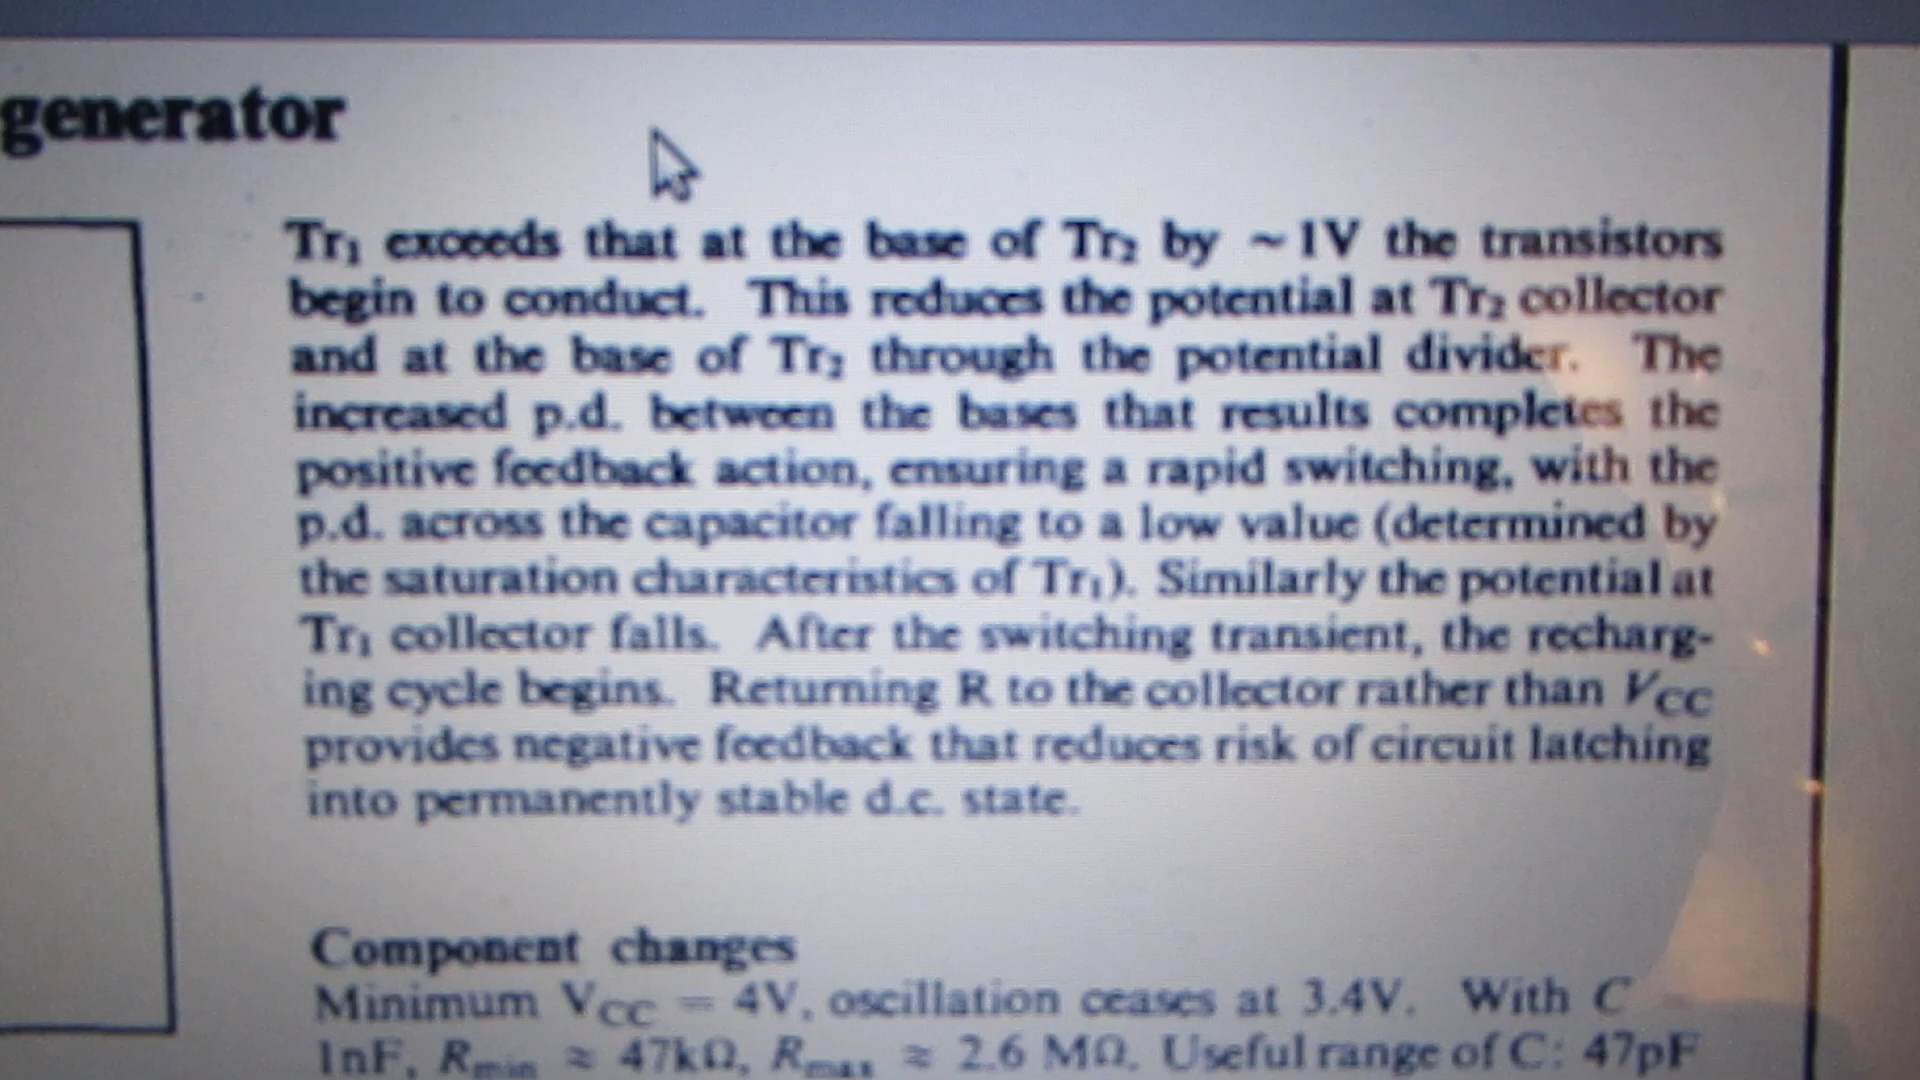 generator
Tr₁ exceeds that at the base of Tr₂ by ~1V the transistors
begin to conduct. This reduces the potential at Tr₂ collector
and at the base of Tr₂ through the potential divider. The
increased p.d. between the bases that results completes the
positive feedback action, ensuring a rapid switching, with the
p.d. across the capacitor falling to a low value (determined by
the saturation characteristics of Tr₁). Similarly the potential at
Tr₁ collector falls. After the switching transient, the recharg-
ing cycle begins. Returning R to the collector rather than VCC
provides negative feedback that reduces risk of circuit latching
into permanently stable d.c. state.
Component changes
Minimum VCC = 4V, oscillation ceases at 3.4V. With C
1nF, Rmin ≈ 47kΩ, Rmax ≈ 2.6 MΩ. Useful range of C: 47pF